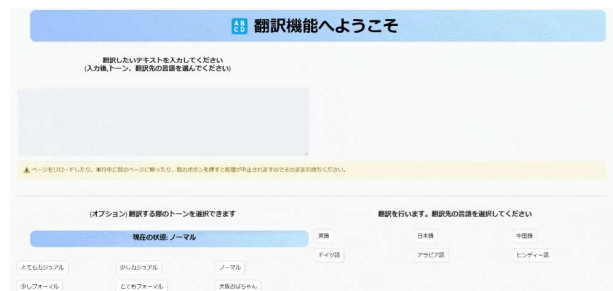 🔠 翻訳機能へようこそ
翻訳したいテキストを入力してください
(入力後,トーン、翻訳先の言語を選んでください)
⚠ ページをリロードしたり、実行中に別のページに移ったり、別のボタンを押すと処理が中止されますのでそのままお待ちください。
(オプション) 翻訳する際のトーンを選択できます
翻訳を行います。翻訳先の言語を選択してください
現在の状態: ノーマル
英語
日本語
中国語
ドイツ語
アラビア語
ヒンディー語
とてもカジュアル
少しカジュアル
ノーマル
少しフォーマル
とてもフォーマル
大阪おばちゃん